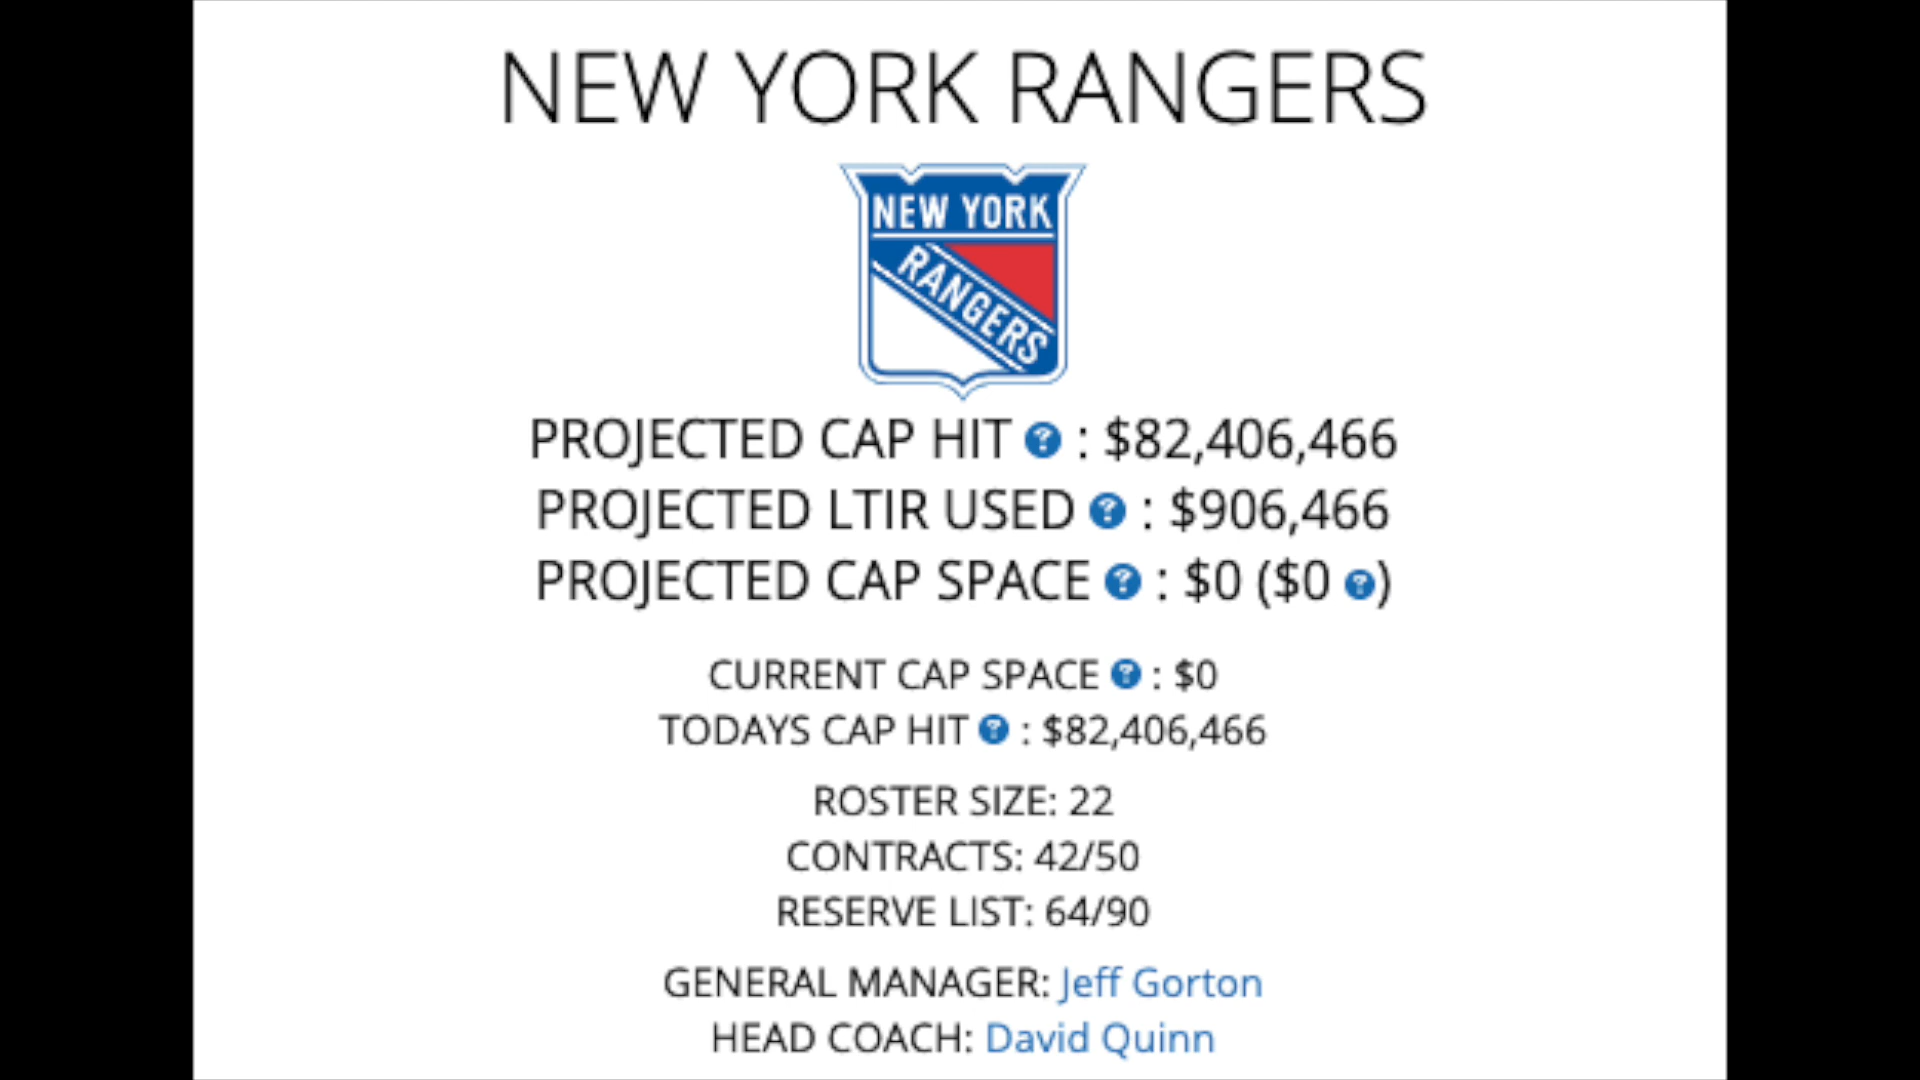 NEW YORK RANGERS
NEW YORK
RANGERS
PROJECTED CAP HIT ? : $82,406,466
PROJECTED LTIR USED ? : $906,466
PROJECTED CAP SPACE ? : $0 ($0 ?)
CURRENT CAP SPACE ? : $0
TODAYS CAP HIT ? : $82,406,466
ROSTER SIZE: 22
CONTRACTS: 42/50
RESERVE LIST: 64/90
GENERAL MANAGER: Jeff Gorton
HEAD COACH: David Quinn